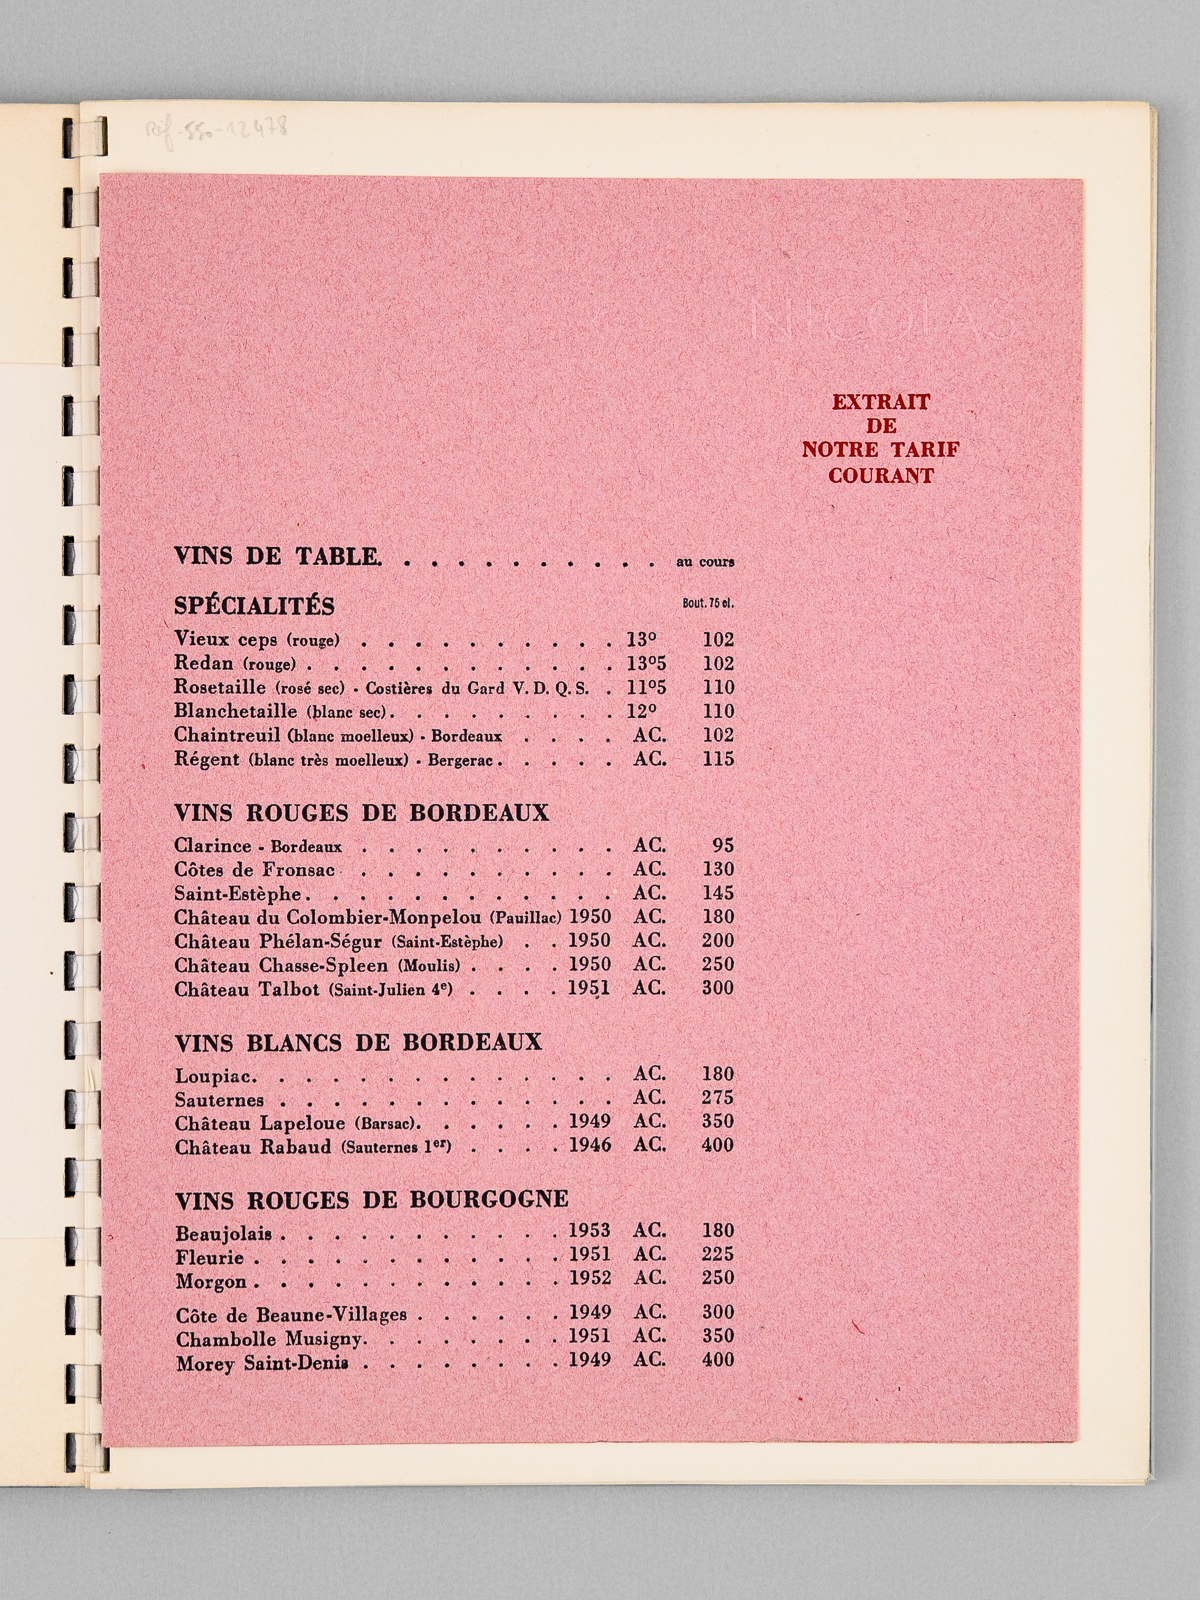 Réf. 550-12478
NICOLAS
EXTRAIT
DE
NOTRE TARIF
COURANT
VINS DE TABLE. . . . . . . . . . . au cours
SPÉCIALITÉS Bout. 75 cl.
Vieux ceps (rouge) . . . . . . . . . . 13º 102
Redan (rouge) . . . . . . . . . . . . 13º5 102
Rosetaille (rosé sec) - Costières du Gard V. D. Q. S. . 11º5 110
Blanchetaille (blanc sec). . . . . . . . . 12º 110
Chaintreuil (blanc moelleux) - Bordeaux . . . . AC. 102
Régent (blanc très moelleux) - Bergerac. . . . . AC. 115
VINS ROUGES DE BORDEAUX
Clarince - Bordeaux . . . . . . . . . . AC. 95
Côtes de Fronsac . . . . . . . . . . AC. 130
Saint-Estèphe. . . . . . . . . . . . AC. 145
Château du Colombier-Monpelou (Pauillac) 1950 AC. 180
Château Phélan-Ségur (Saint-Estèphe) . . 1950 AC. 200
Château Chasse-Spleen (Moulis) . . . . 1950 AC. 250
Château Talbot (Saint-Julien 4e) . . . . 1951 AC. 300
VINS BLANCS DE BORDEAUX
Loupiac. . . . . . . . . . . . . . AC. 180
Sauternes . . . . . . . . . . . . . AC. 275
Château Lapeloue (Barsac). . . . . . 1949 AC. 350
Château Rabaud (Sauternes 1er) . . . . 1946 AC. 400
VINS ROUGES DE BOURGOGNE
Beaujolais . . . . . . . . . . . 1953 AC. 180
Fleurie . . . . . . . . . . . . 1951 AC. 225
Morgon . . . . . . . . . . . . 1952 AC. 250
Côte de Beaune-Villages . . . . . . 1949 AC. 300
Chambolle Musigny. . . . . . . . 1951 AC. 350
Morey Saint-Denis . . . . . . . . 1949 AC. 400